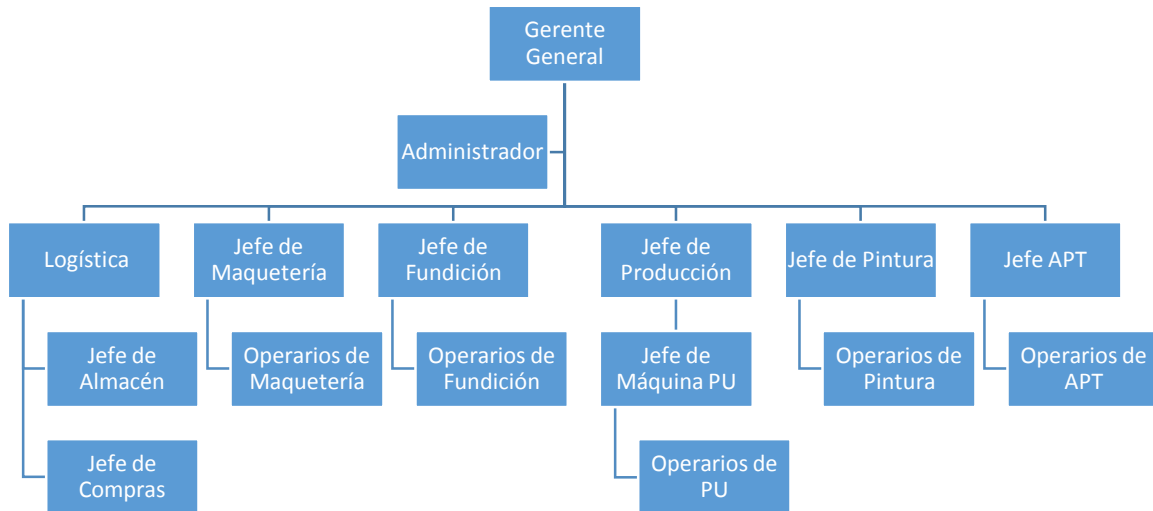 Gerente
General
Administrador
Logística
Jefe de
Maquetería
Jefe de
Fundición
Jefe de
Producción
Jefe de Pintura
Jefe APT
Jefe de
Almacén
Operarios de
Maquetería
Operarios de
Fundición
Jefe de
Máquina PU
Operarios de
Pintura
Operarios de
APT
Jefe de
Compras
Operarios de
PU